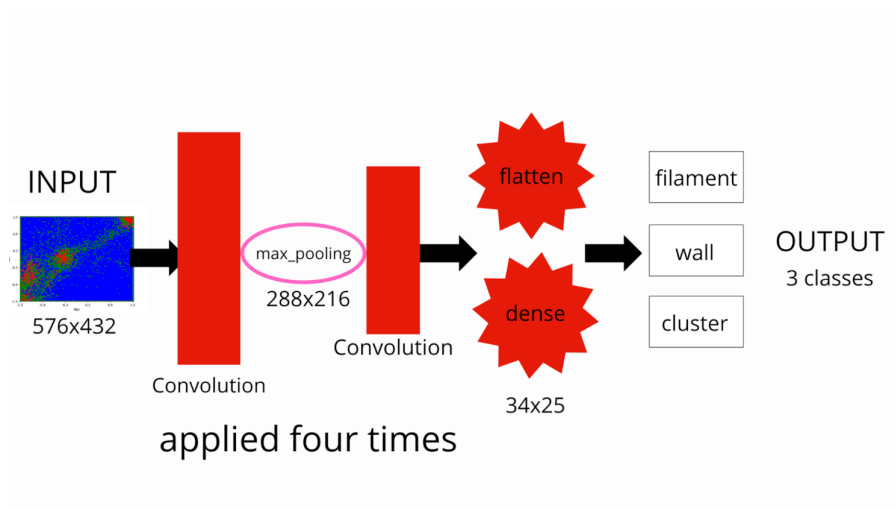 INPUT
576x432
Convolution
max_pooling
288x216
Convolution
applied four times
flatten
dense
34x25
filament
wall
cluster
OUTPUT
3 classes